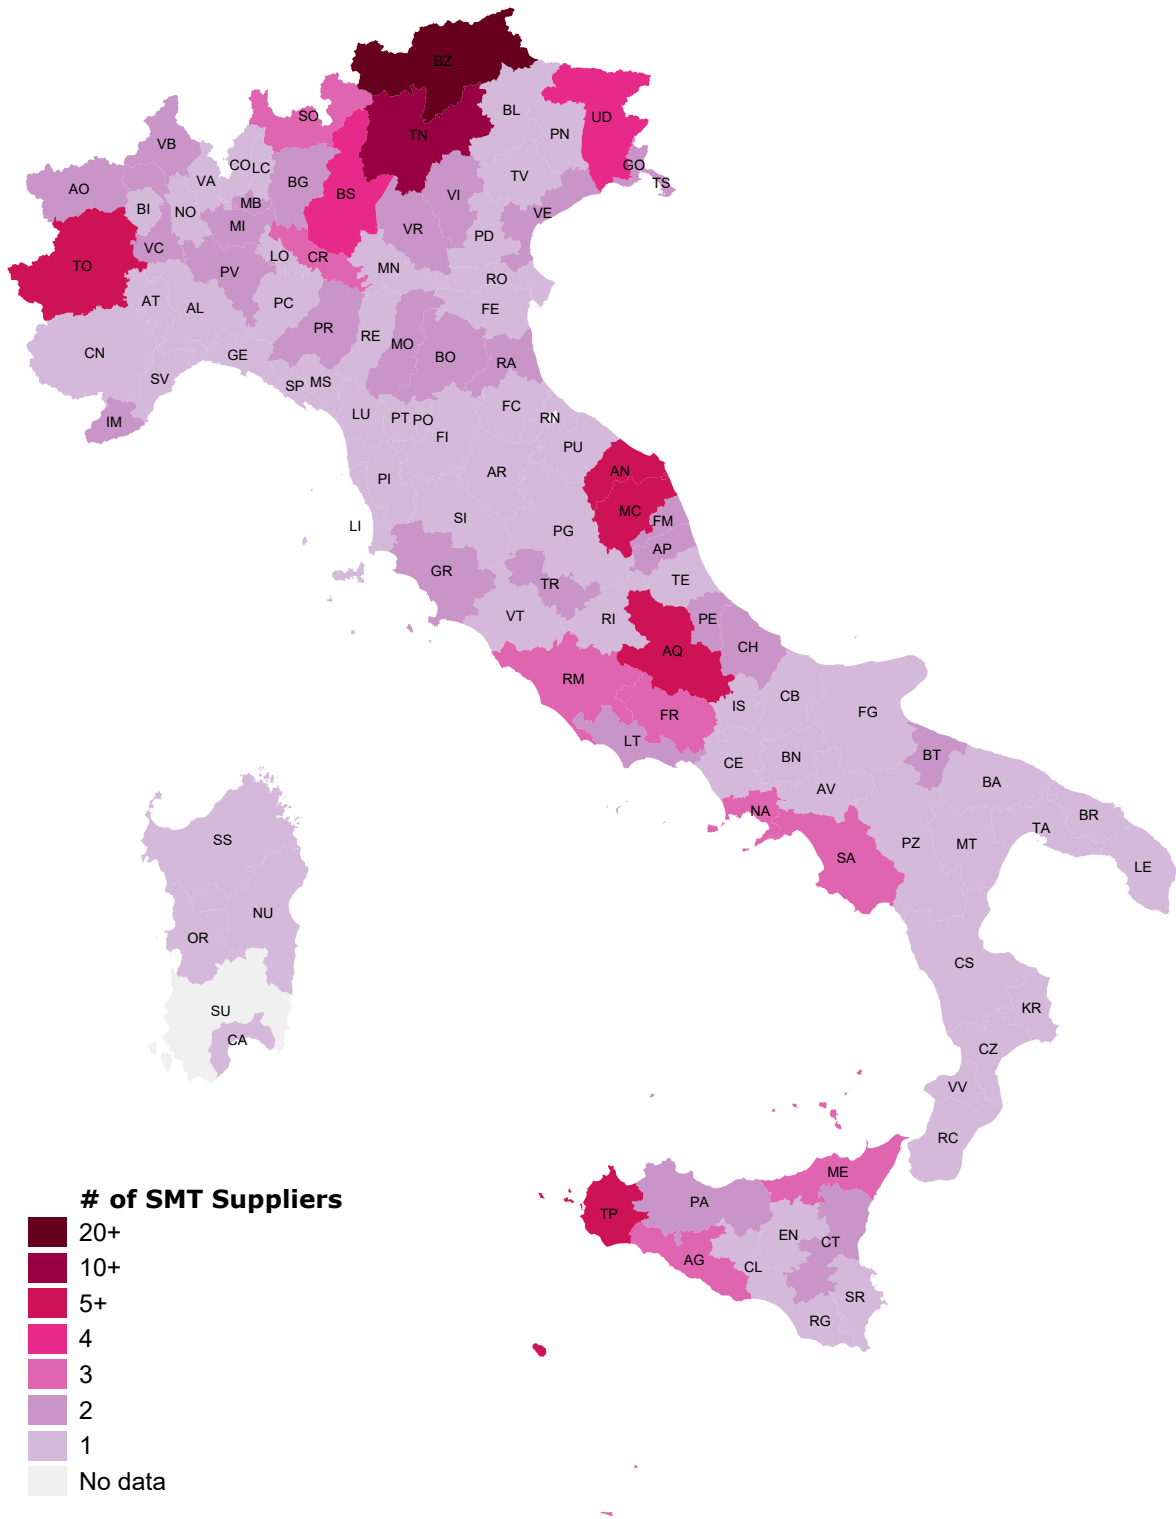 BZ
BL
UD
SO
TN
PN
VB
CO
LC
GO
TV
VA
BG
TS
AO
BS
VI
MB
BI
NO
VE
MI
VR
PD
VC
LO
CR
TO
PV
MN
RO
AT
AL
PC
FE
PR
RE
MO
CN
GE
BO
RA
SV
SP
MS
FC
LU
PT
PO
RN
IM
FI
PU
AR
AN
PI
MC
SI
FM
LI
PG
AP
GR
TR
TE
VT
RI
PE
CH
AQ
RM
CB
IS
FG
FR
LT
BT
BN
CE
BA
AV
NA
BR
TA
SS
PZ
MT
SA
LE
NU
OR
CS
SU
KR
CA
CZ
VV
RC
ME
PA
TP
EN
CT
AG
CL
SR
RG
# of SMT Suppliers
20+
10+
5+
4
3
2
1
No data